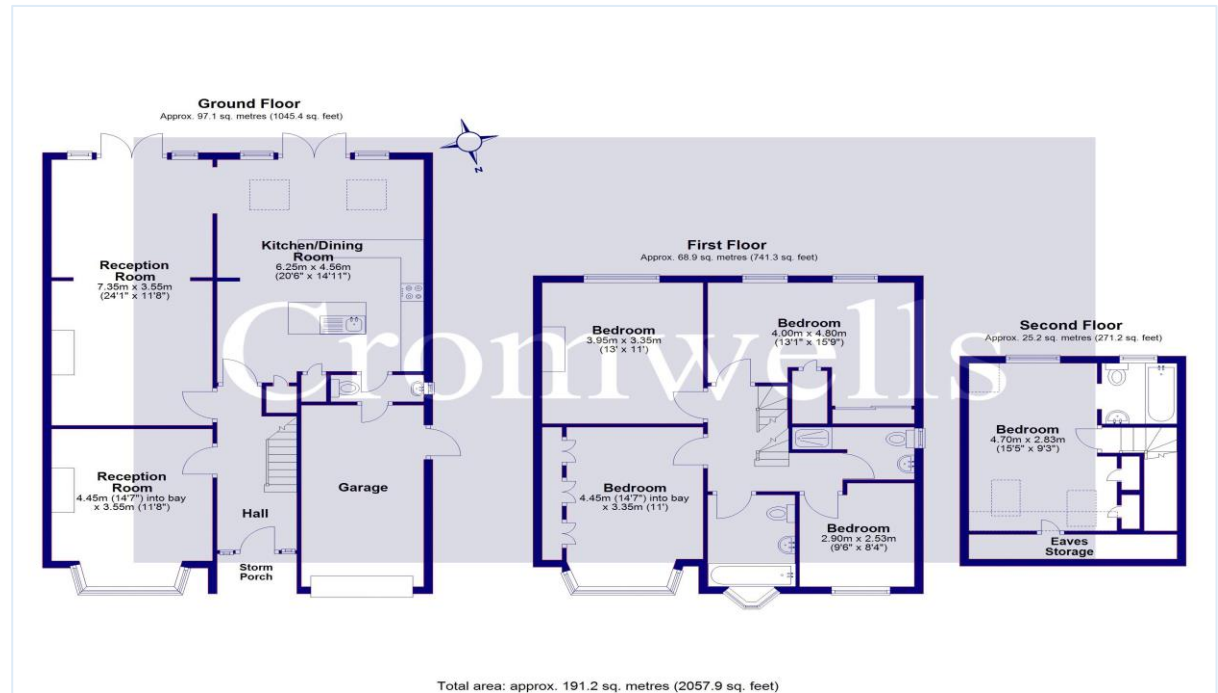 Ground Floor
Approx. 97.1 sq. metres (1045.4 sq. feet)
N
Kitchen/Dining
Room
6.25m x 4.56m
(20'6" x 14'11")
Reception
Room
7.35m x 3.55m
(24'1" x 11'8")
Reception
Room
4.45m (14'7") into bay
x 3.55m (11'8")
Hall
Garage
Storm
Porch
First Floor
Approx. 68.9 sq. metres (741.3 sq. feet)
Bedroom
3.95m x 3.35m
(13' x 11')
Bedroom
4.00m x 4.80m
(13'1" x 15'9")
Bedroom
4.45m (14'7") into bay
x 3.35m (11')
Bedroom
2.90m x 2.53m
(9'6" x 8'4")
Second Floor
Approx. 25.2 sq. metres (271.2 sq. feet)
Bedroom
4.70m x 2.83m
(15'5" x 9'3")
Eaves
Storage
Cromwells
Total area: approx. 191.2 sq. metres (2057.9 sq. feet)